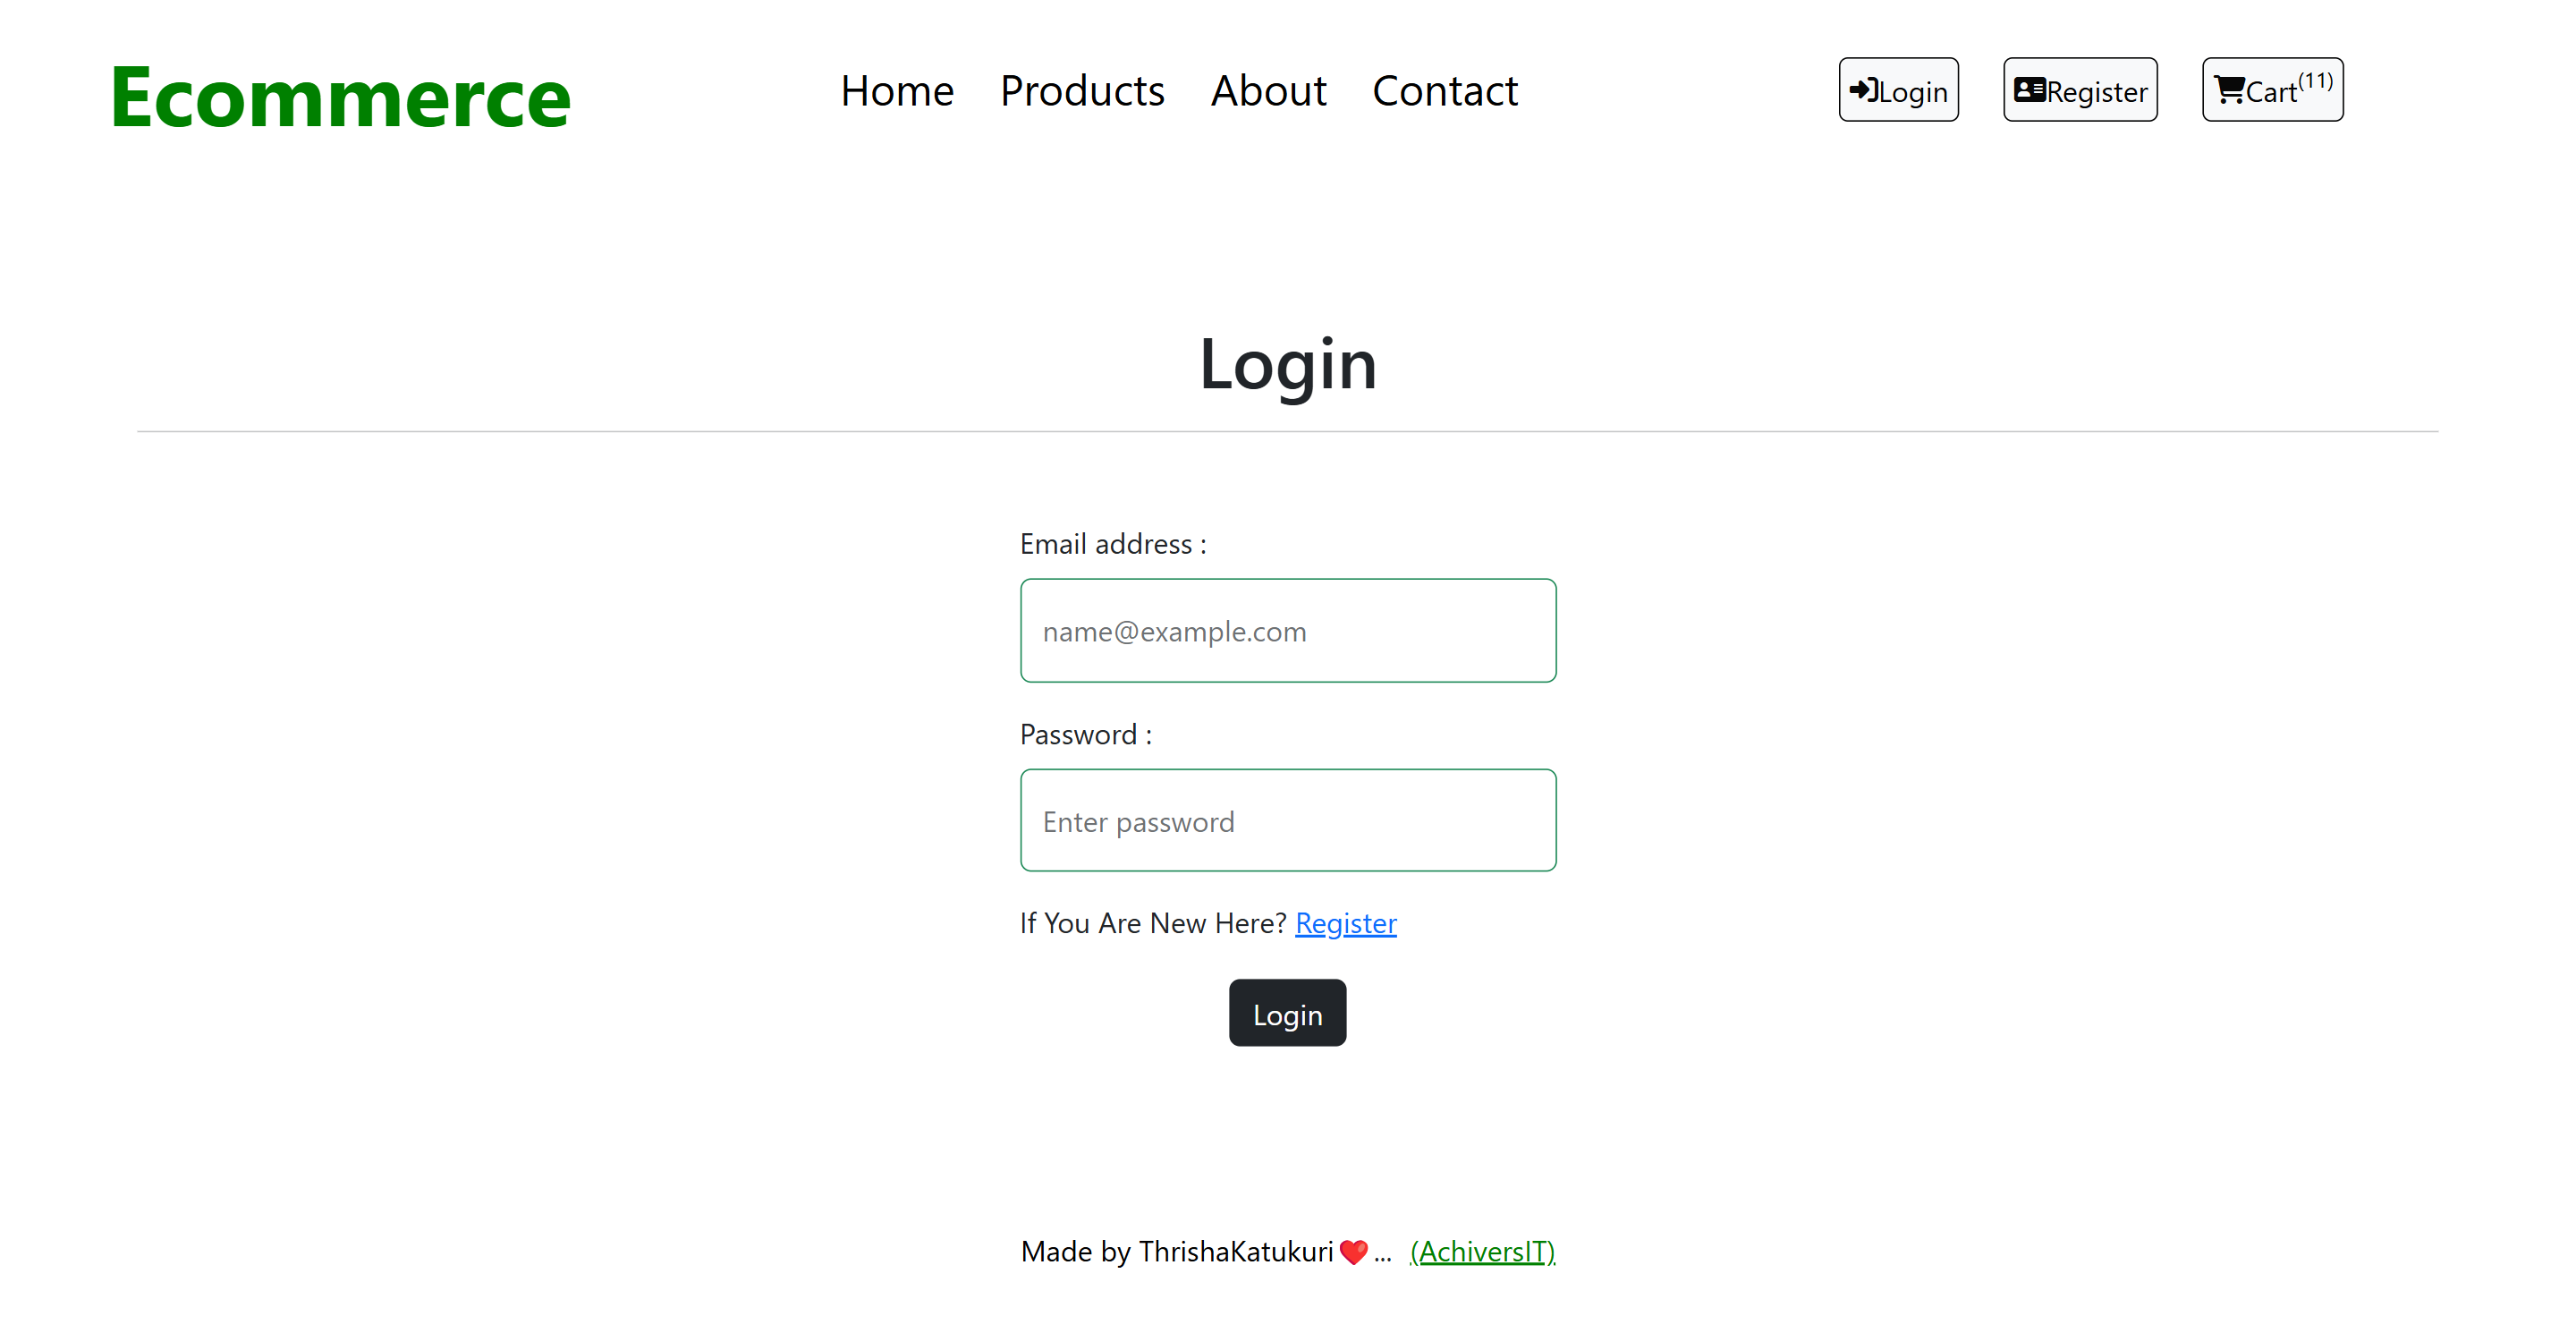 Ecommerce
Home Products About Contact
Login Register Cart(11)
Login
Email address :
name@example.com
Password :
Enter password
If You Are New Here? Register
Login
Made by ThrishaKatukuri❤️... (AchiversIT)